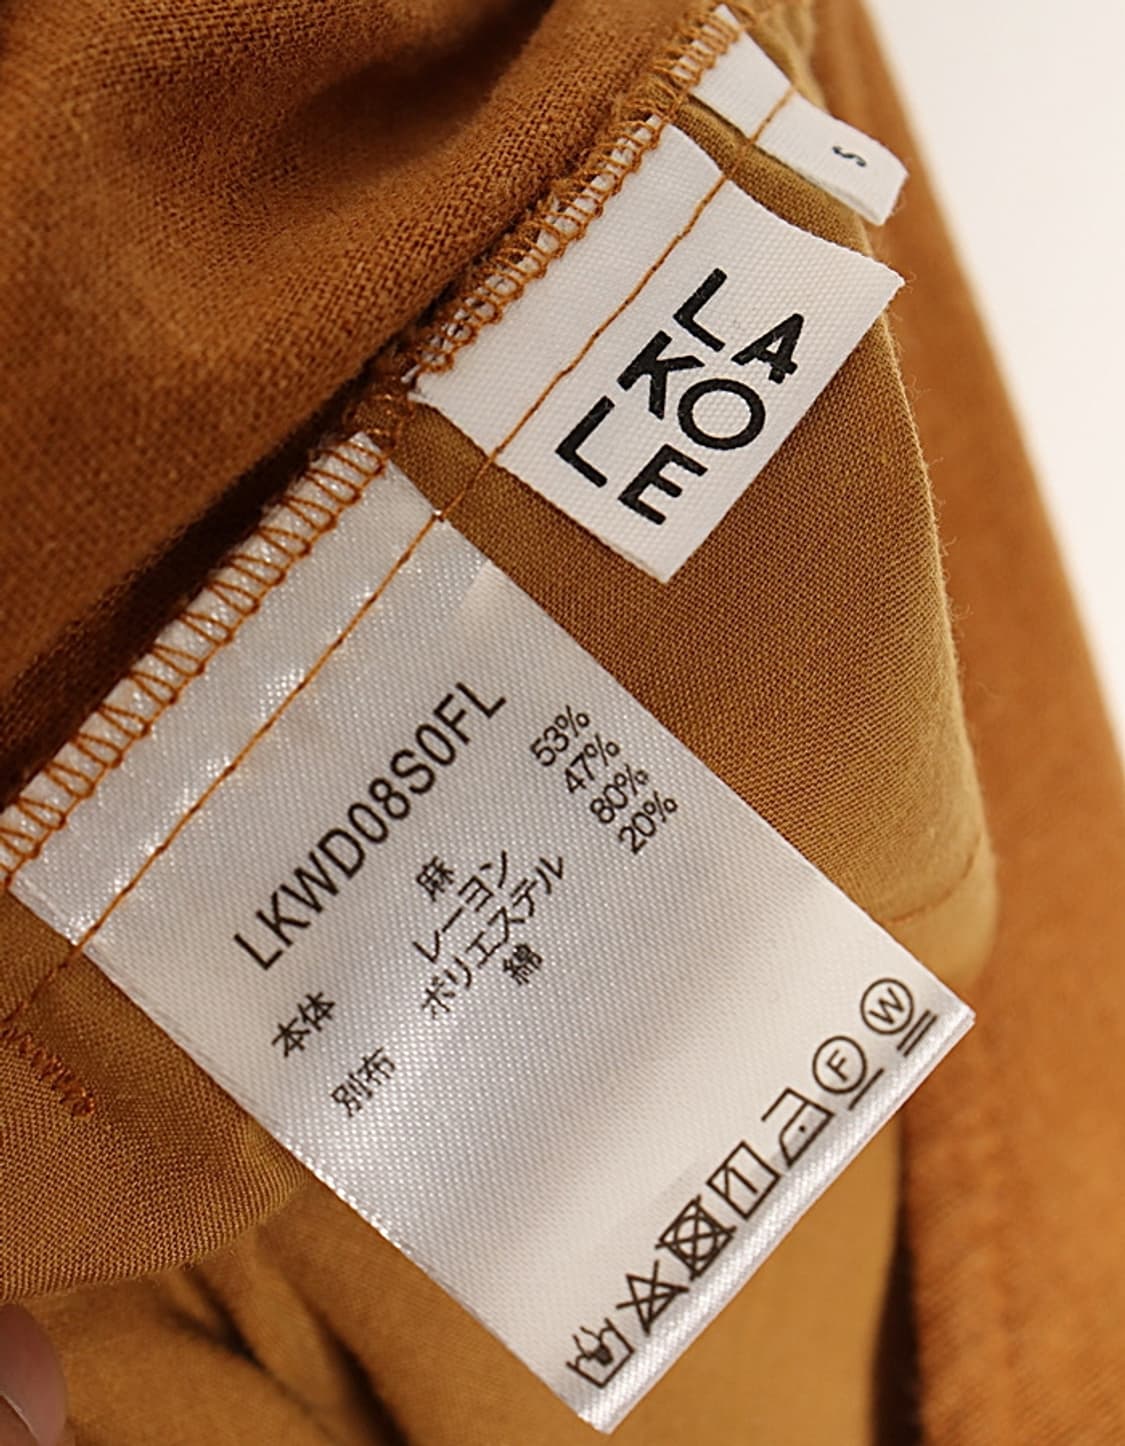 S
LA
KO
LE
LKWD08S0FL
本体 麻 53%
レーヨン 47%
別布 ポリエステル 80%
綿 20%
F
W